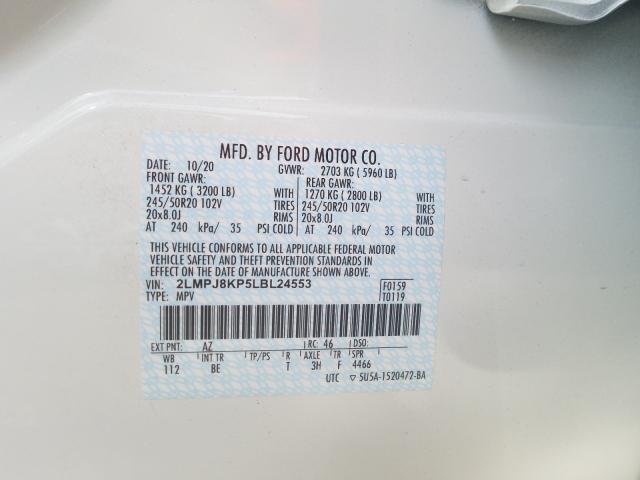 MFD. BY FORD MOTOR CO.
DATE: 10/20 GVWR: 2703 KG ( 5960 LB)
FRONT GAWR: REAR GAWR:
1452 KG ( 3200 LB) WITH 1270 KG ( 2800 LB) WITH
245/50R20 102V TIRES 245/50R20 102V TIRES
20x8.0J RIMS 20x8.0J RIMS
AT 240 kPa/ 35 PSI COLD AT 240 kPa/ 35 PSI COLD
THIS VEHICLE CONFORMS TO ALL APPLICABLE FEDERAL MOTOR
VEHICLE SAFETY AND THEFT PREVENTION STANDARDS IN
EFFECT ON THE DATE OF MANUFACTURE SHOWN ABOVE.
VIN: 2LMPJ8KP5LBL24553 F0159
TYPE: MPV T0119
EXT PNT: AZ RC: 46 DSO:
WB INT TR TP/PS R AXLE TR SPR
112 BE T 3H F 4466
UTC ▽ 5U5A-1520472-BA